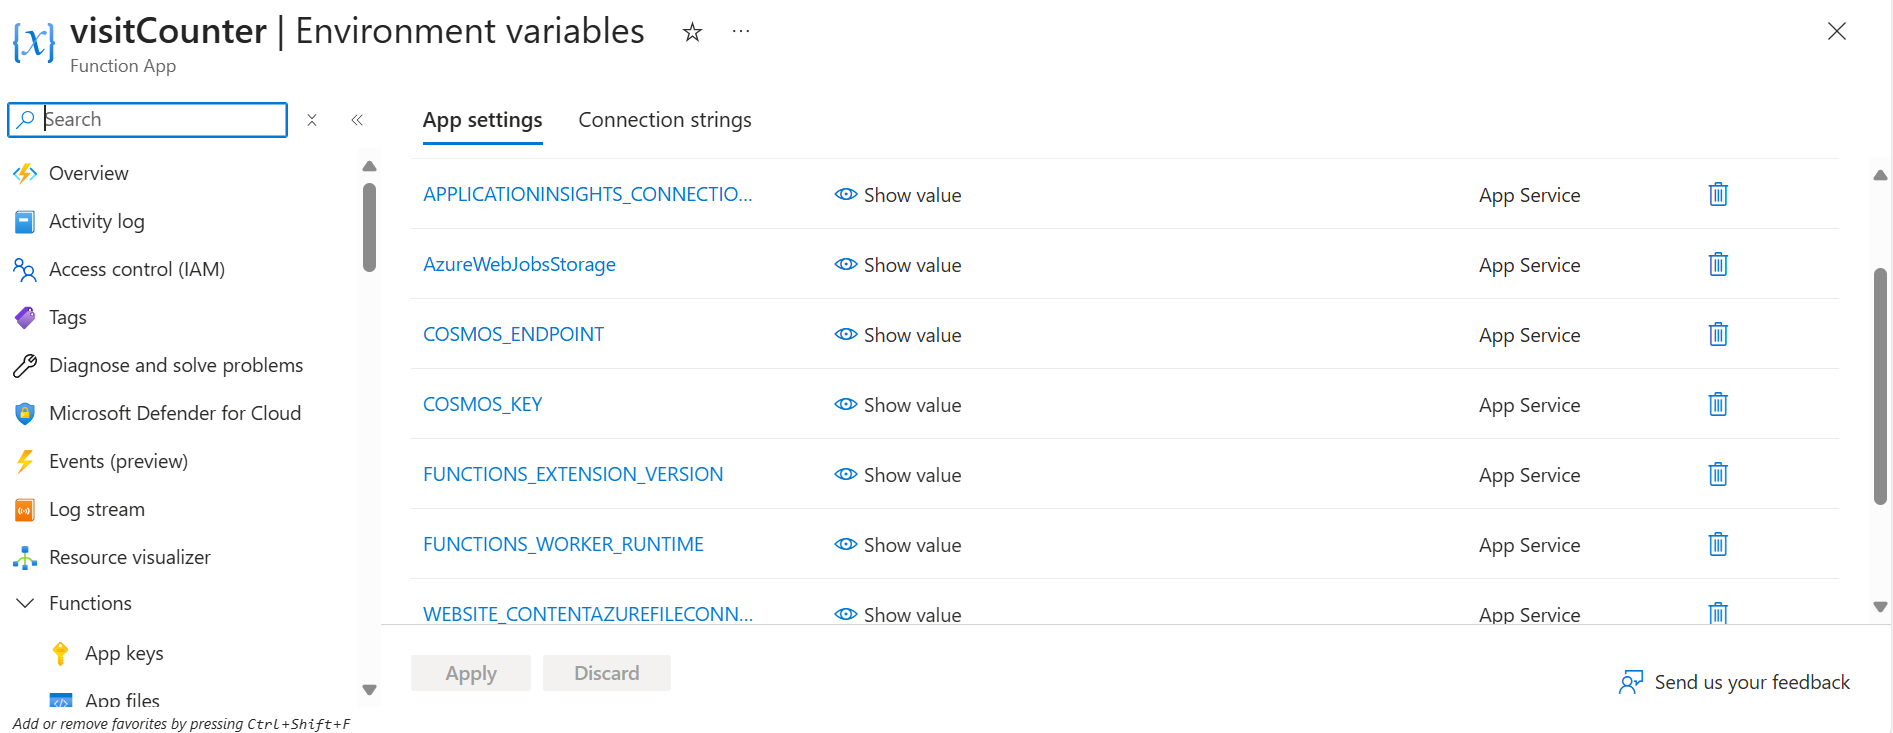 visitCounter | Environment variables
Function App
Search
Overview
Activity log
Access control (IAM)
Tags
Diagnose and solve problems
Microsoft Defender for Cloud
Events (preview)
Log stream
Resource visualizer
Functions
App keys
App files
Add or remove favorites by pressing Ctrl+Shift+F
App settings Connection strings
APPLICATIONINSIGHTS_CONNECTIO... Show value App Service
AzureWebJobsStorage Show value App Service
COSMOS_ENDPOINT Show value App Service
COSMOS_KEY Show value App Service
FUNCTIONS_EXTENSION_VERSION Show value App Service
FUNCTIONS_WORKER_RUNTIME Show value App Service
WEBSITE_CONTENTAZUREFILECONN... Show value App Service
Apply Discard
Send us your feedback